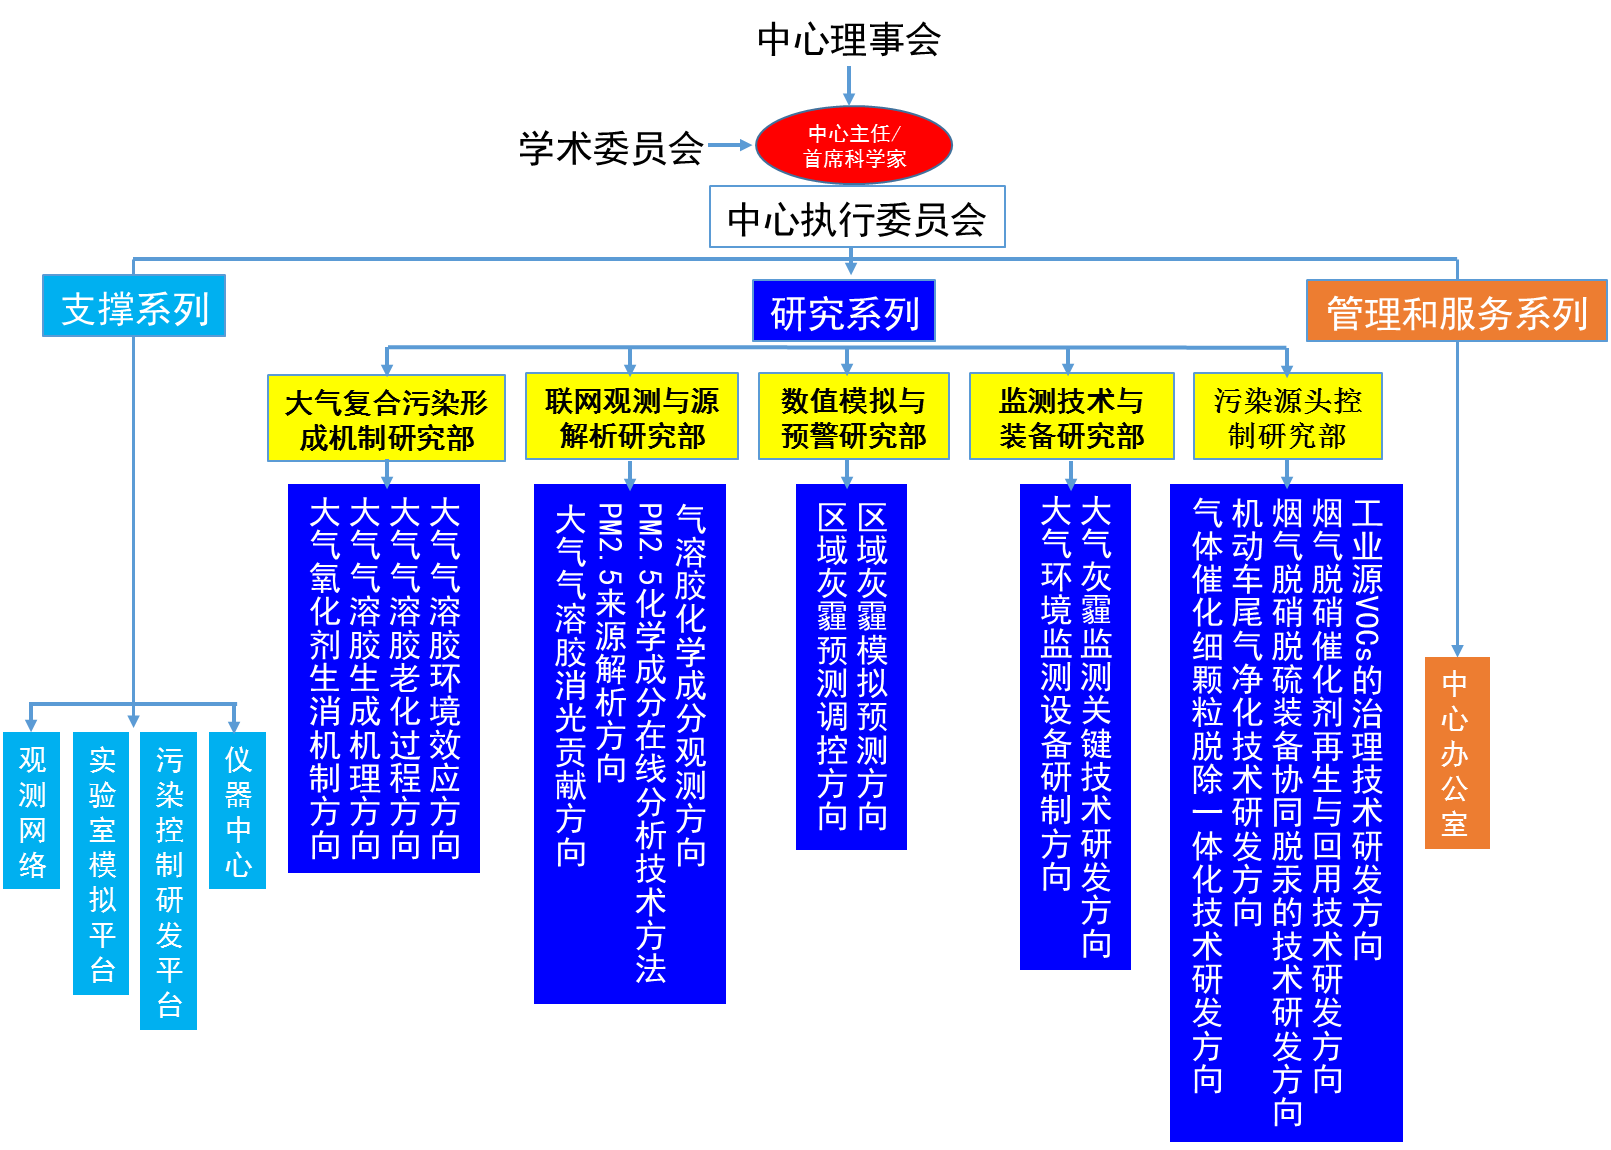 中心理事会
学术委员会
中心主任/
首席科学家
中心执行委员会
支撑系列
研究系列
管理和服务系列
大气复合污染形
成机制研究部
联网观测与源
解析研究部
数值模拟与
预警研究部
监测技术与
装备研究部
污染源头控
制研究部
观测网络
实验室模拟平台
污染控制研发平台
仪器中心
大气氧化剂生消机制方向
大气气溶胶生成机理方向
大气气溶胶老化过程方向
大气气溶胶环境效应方向
大气气溶胶消光贡献方向
PM2.5来源解析方向
PM2.5化学成分在线分析技术方法
气溶胶化学成分观测方向
区域灰霾预测调控方向
区域灰霾模拟预测方向
大气环境监测设备研制方向
大气灰霾监测关键技术研发方向
气体催化细颗粒脱除一体化技术研发方向
机动车尾气净化技术研发方向
烟气脱硝脱硫装备协同脱汞的技术研发方向
烟气脱硝催化剂再生与回用技术研发方向
工业源VOCs的治理技术研发方向
中心办公室